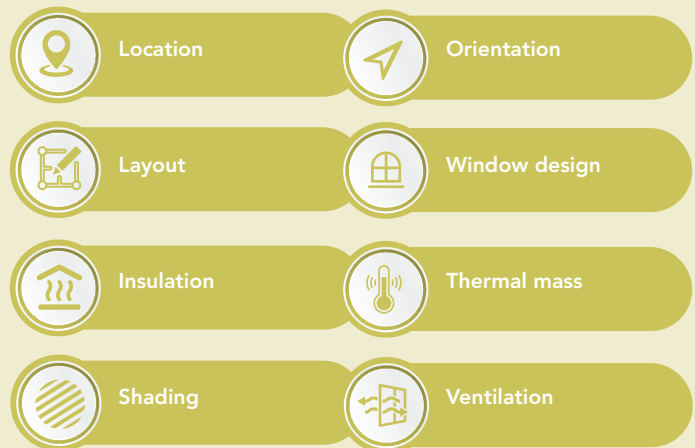 Location
Orientation
Layout
Window design
Insulation
Thermal mass
Shading
Ventilation